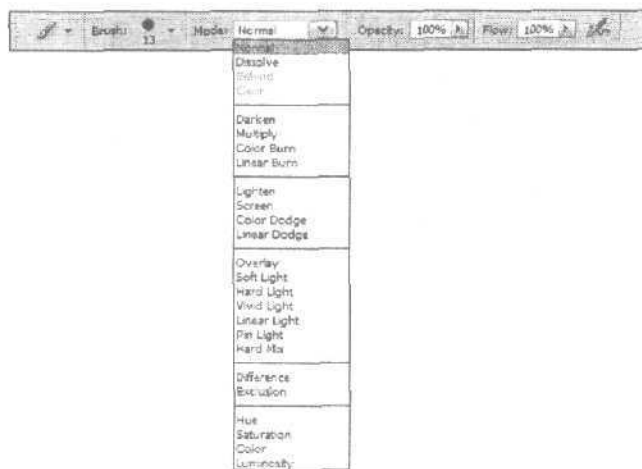 Brush: 13 Mode: Normal Opacity: 100% Flow: 100%
Normal
Dissolve
Behind
Clear
Darken
Multiply
Color Burn
Linear Burn
Lighten
Screen
Color Dodge
Linear Dodge
Overlay
Soft Light
Hard Light
Vivid Light
Linear Light
Pin Light
Hard Mix
Difference
Exclusion
Hue
Saturation
Color
Luminosity